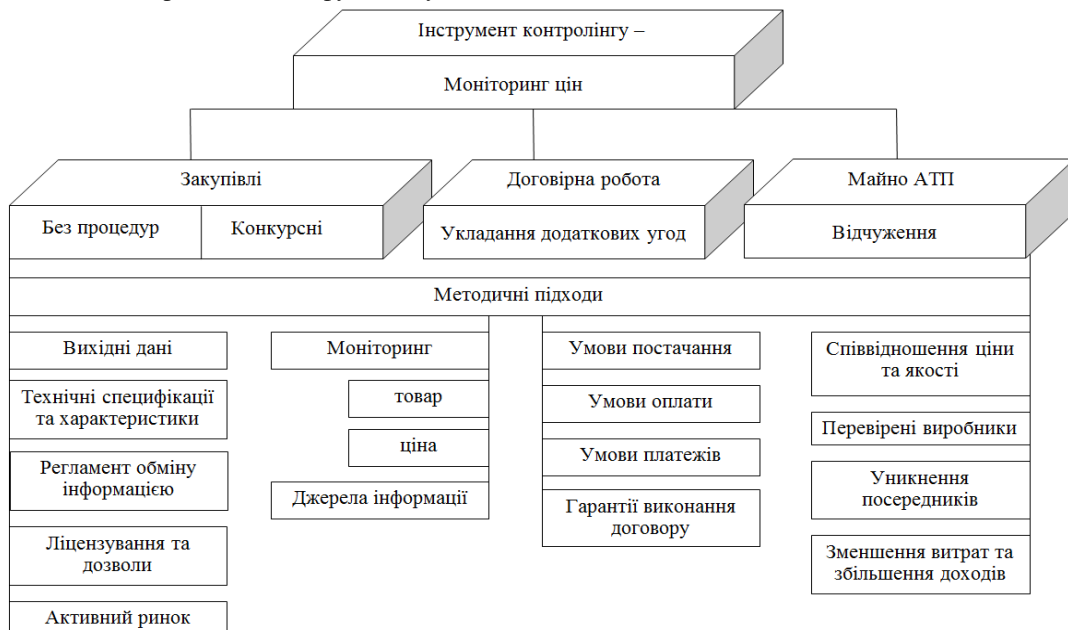 Інструмент контролінгу –
Моніторинг цін
Закупівлі
Без процедур
Конкурсні
Договірна робота
Укладання додаткових угод
Майно АТП
Відчуження
Методичні підходи
Вихідні дані
Технічні специфікації
та характеристики
Регламент обміну
інформацією
Ліцензування та
дозволи
Активний ринок
Моніторинг
товар
ціна
Джерела інформації
Умови постачання
Умови оплати
Умови платежів
Гарантії виконання
договору
Співвідношення ціни
та якості
Перевірені виробники
Уникнення
посередників
Зменшення витрат та
збільшення доходів